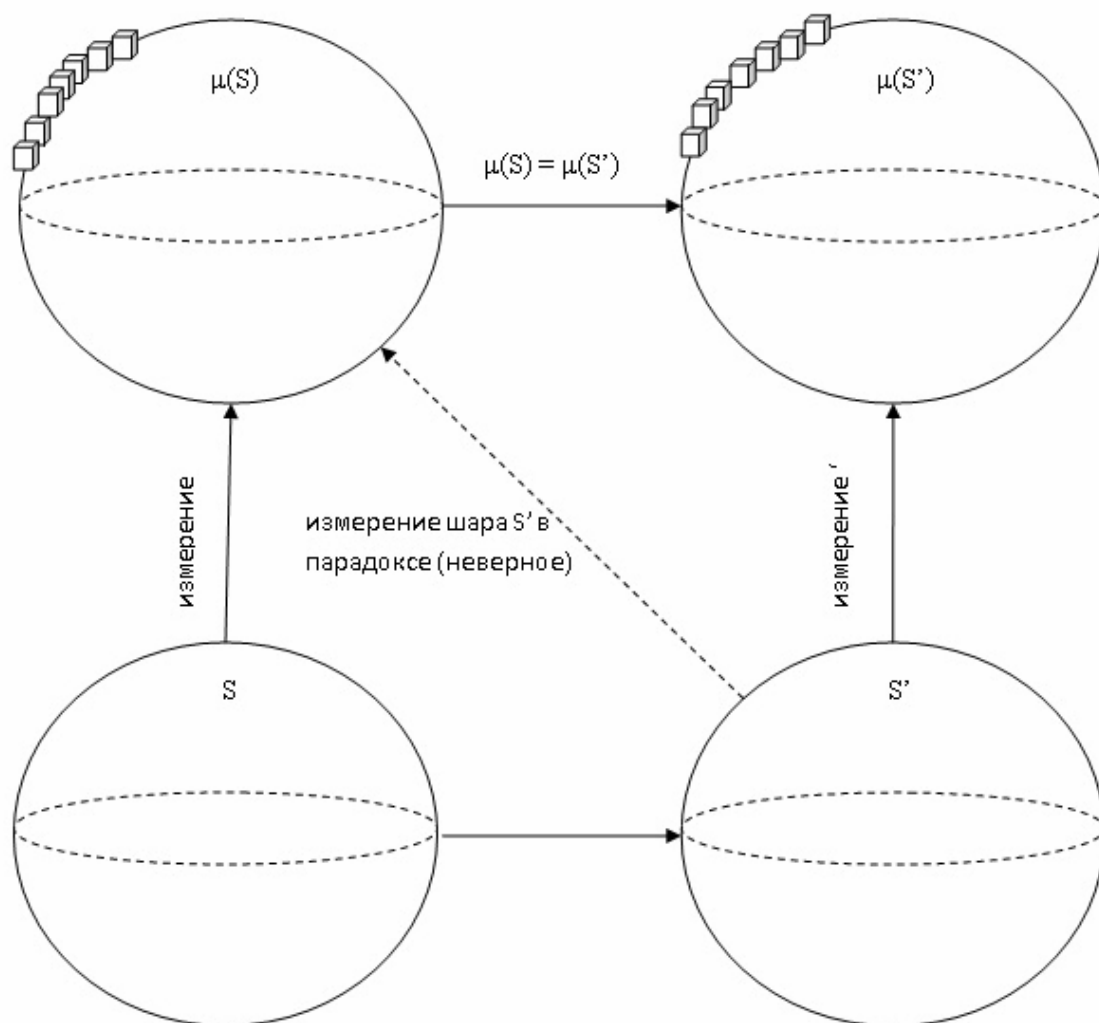 μ(S)
μ(S’)
μ(S) = μ(S’)
измерение
измерение шара S’ в
парадоксе (неверное)
измерение ‘
S
S’